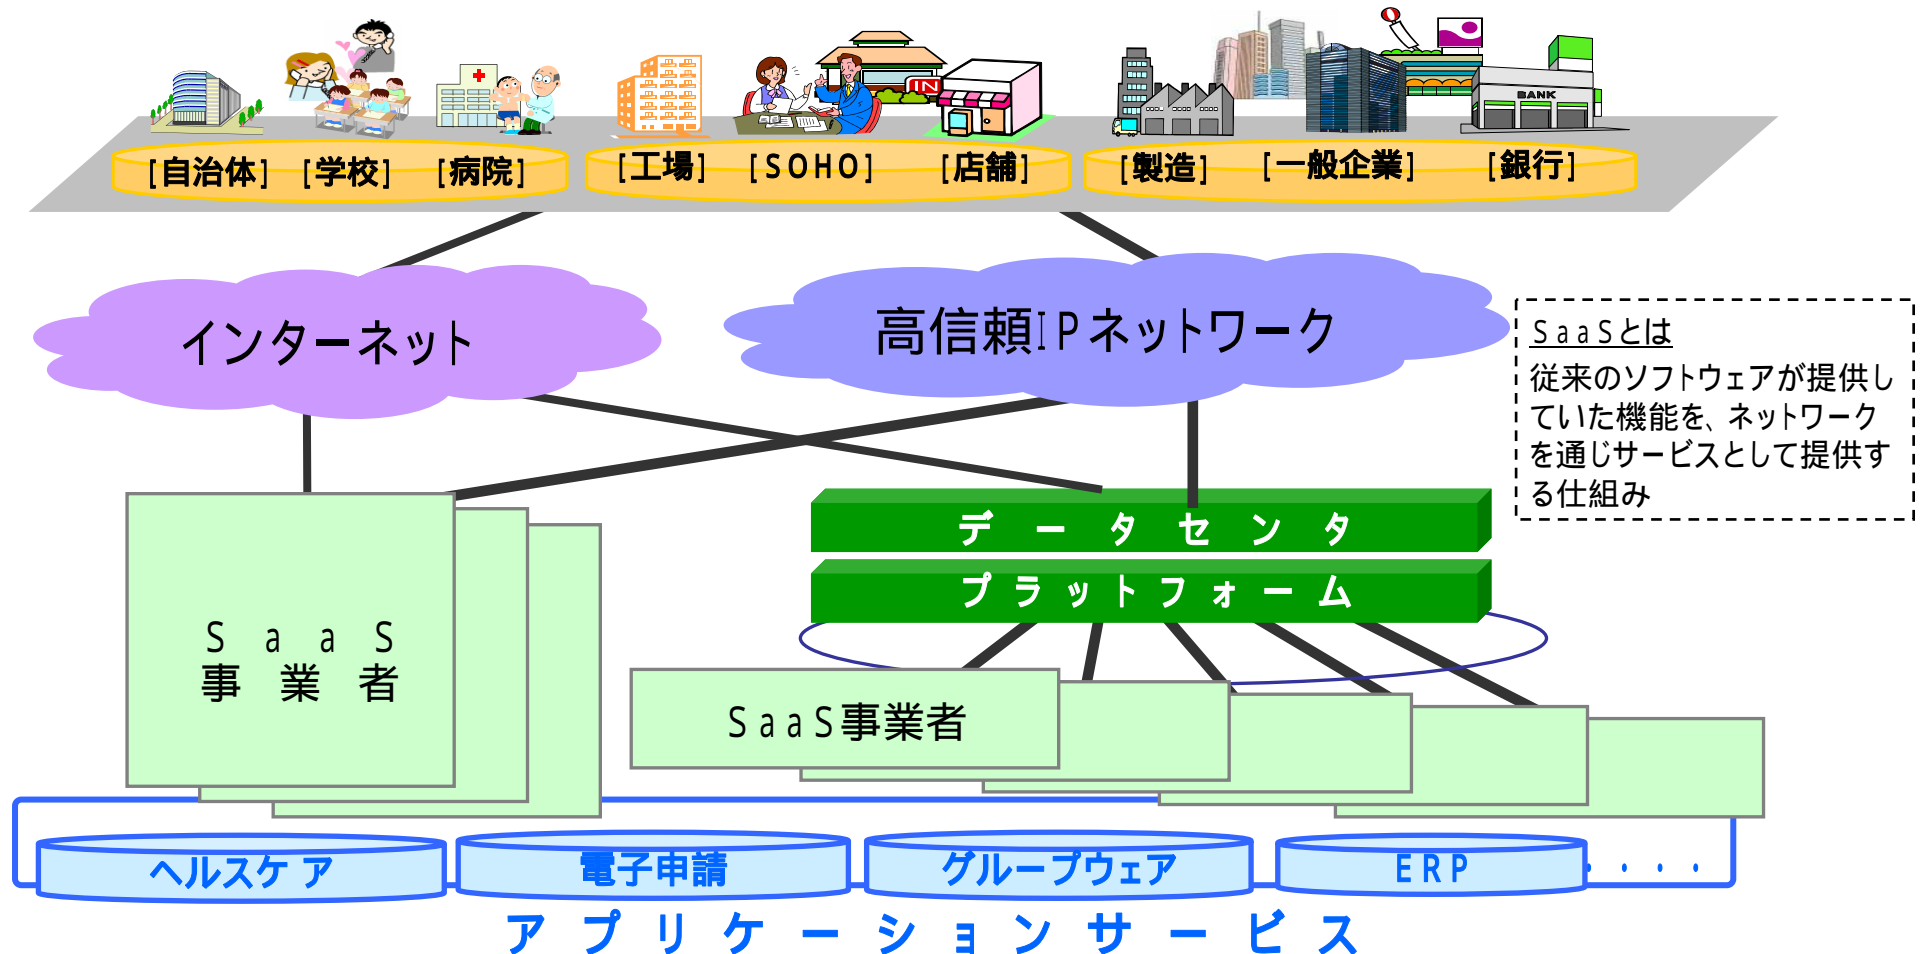 IN
BANK
[自治体] [学校] [病院] [工場] [SOHO] [店舗] [製造] [一般企業] [銀行]
インターネット
高信頼IPネットワーク
SaaSとは
従来のソフトウェアが提供し
ていた機能を、ネットワーク
を通じサービスとして提供す
る仕組み
データセンタ
プラットフォーム
SaaS
事業者
SaaS事業者
ヘルスケア 電子申請 グループウェア ERP ・・・・
アプリケーションサービス